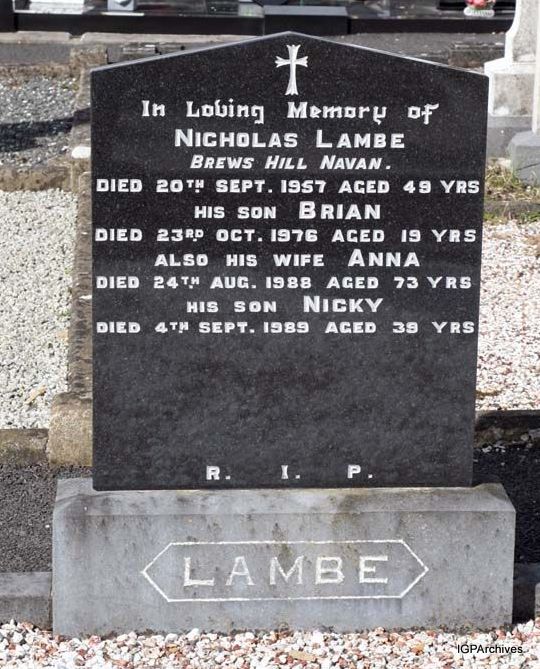 In Loving Memory of
NICHOLAS LAMBE
BREWS HILL NAVAN.
DIED 20TH SEPT. 1957 AGED 49 YRS
HIS SON BRIAN
DIED 23RD OCT. 1976 AGED 19 YRS
ALSO HIS WIFE ANNA
DIED 24TH AUG. 1988 AGED 73 YRS
HIS SON NICKY
DIED 4TH SEPT. 1989 AGED 39 YRS
R. I. P.
LAMBE
IGPArchives